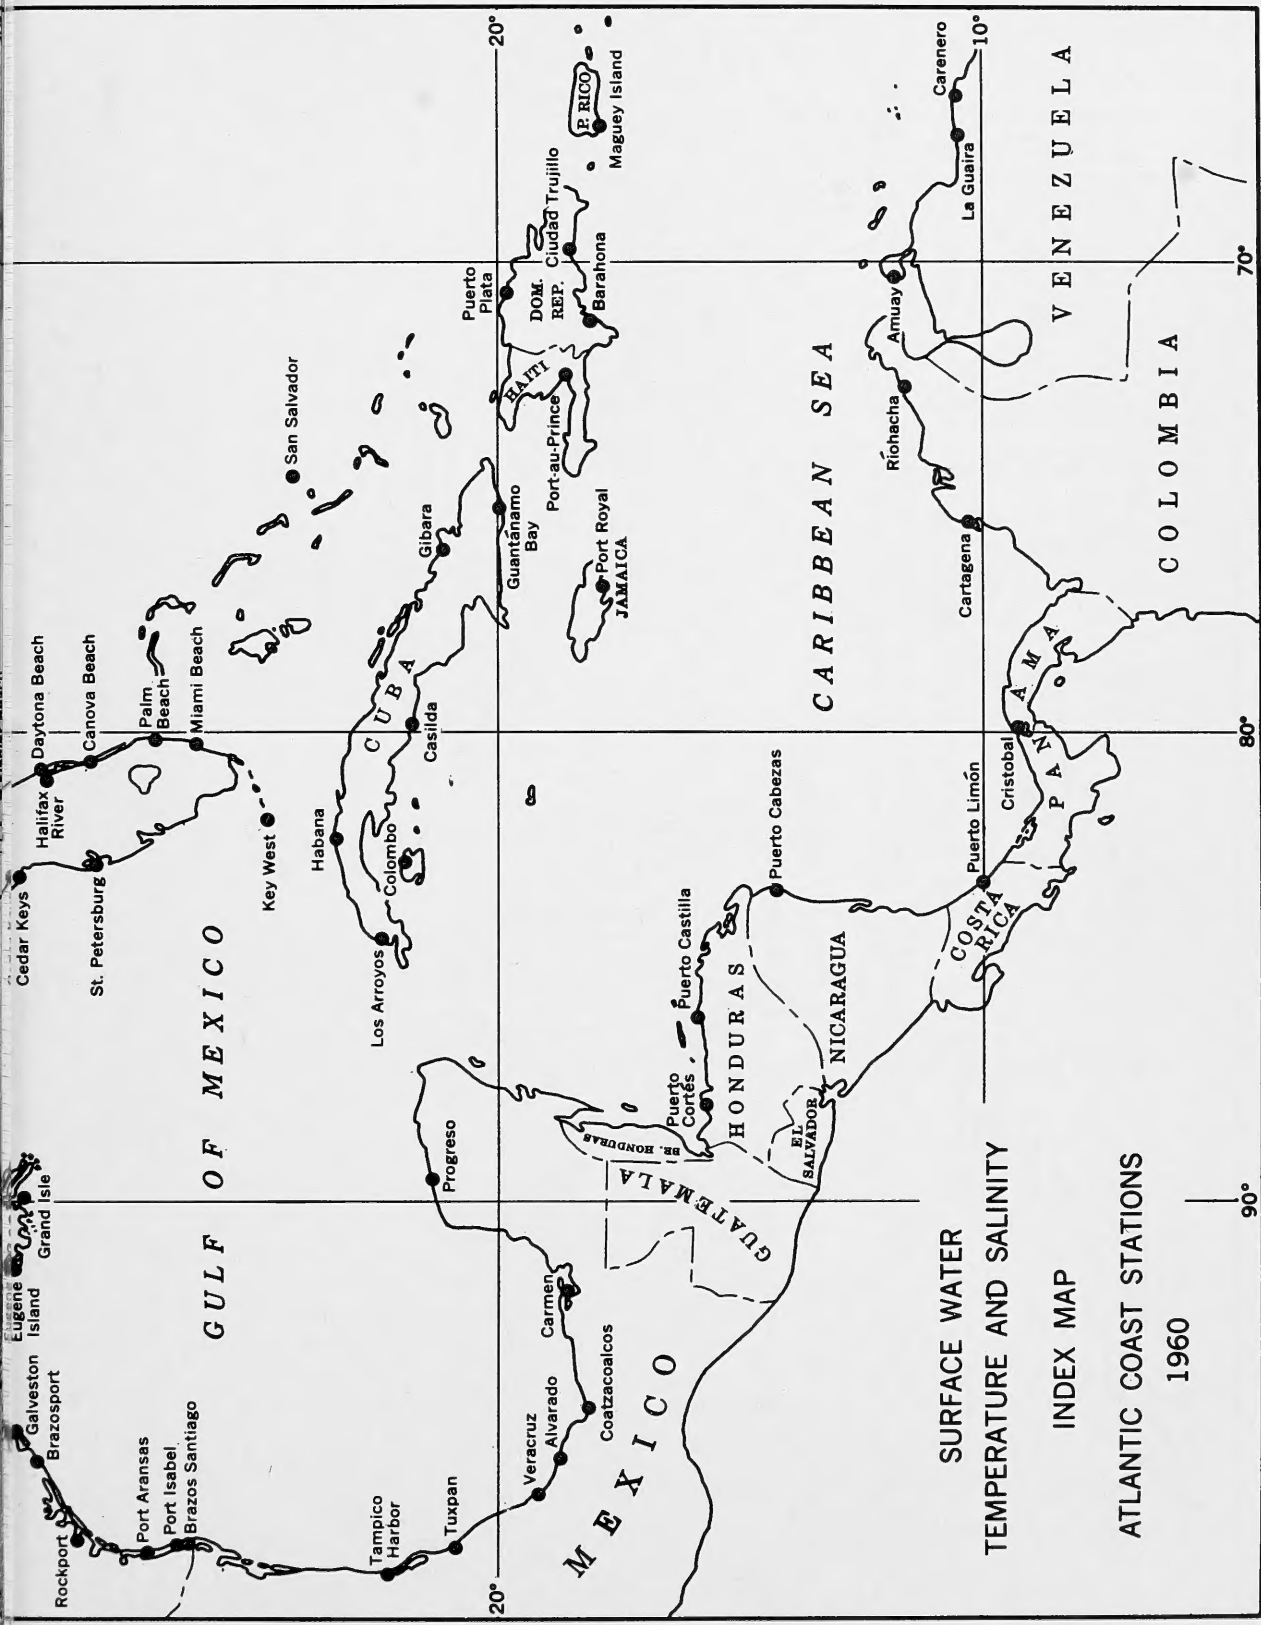 Galveston
Brazosport
Rockport
Port Aransas
Port Isabel
Brazos Santiago
Tampico
Harbor
Tuxpan
Veracruz
Alvarado
Coatzacoalcos
Carmen
Progreso
Eugene
Island
Grand Isle
Cedar Keys
St. Petersburg
Halifax
River
Daytona Beach
Canova Beach
Palm
Beach
Miami Beach
Key West
GULF OF MEXICO
San Salvador
Habana
Los Arroyos
Colombo
CUBA
Casilda
Gibara
Guantánamo
Bay
Port Royal
JAMAICA
Port-au-Prince
HAITI
Puerto
Plata
DOM.
REP.
Ciudad Trujillo
Barahona
P. RICO
Maguey Island
20°
20°
10°
70°
80°
90°
MEXICO
GUATEMALA
BR. HONDURAS
Puerto
Cortés
Puerto Castilla
HONDURAS
EL
SALVADOR
NICARAGUA
Puerto Cabezas
COSTA
RICA
Puerto Limón
Cristobal
PANAMA
CARIBBEAN SEA
Cartagena
Ríohacha
Amuay
La Guaira
Carenero
COLOMBIA
VENEZUELA
SURFACE WATER
TEMPERATURE AND SALINITY
INDEX MAP
ATLANTIC COAST STATIONS
1960